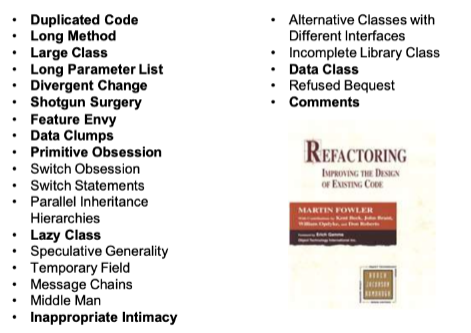 • Duplicated Code
• Long Method
• Large Class
• Long Parameter List
• Divergent Change
• Shotgun Surgery
• Feature Envy
• Data Clumps
• Primitive Obsession
• Switch Obsession
• Switch Statements
• Parallel Inheritance
Hierarchies
• Lazy Class
• Speculative Generality
• Temporary Field
• Message Chains
• Middle Man
• Inappropriate Intimacy
• Alternative Classes with
Different Interfaces
• Incomplete Library Class
• Data Class
• Refused Bequest
• Comments
REFACTORING
IMPROVING THE DESIGN
OF EXISTING CODE
MARTIN FOWLER
With Contributions by Kent Beck, John Brant,
William Opdyke, and Don Roberts
Foreword by Erich Gamma
Object Technology International Inc.
BOOCH
JACOBSON
RUMBAUGH